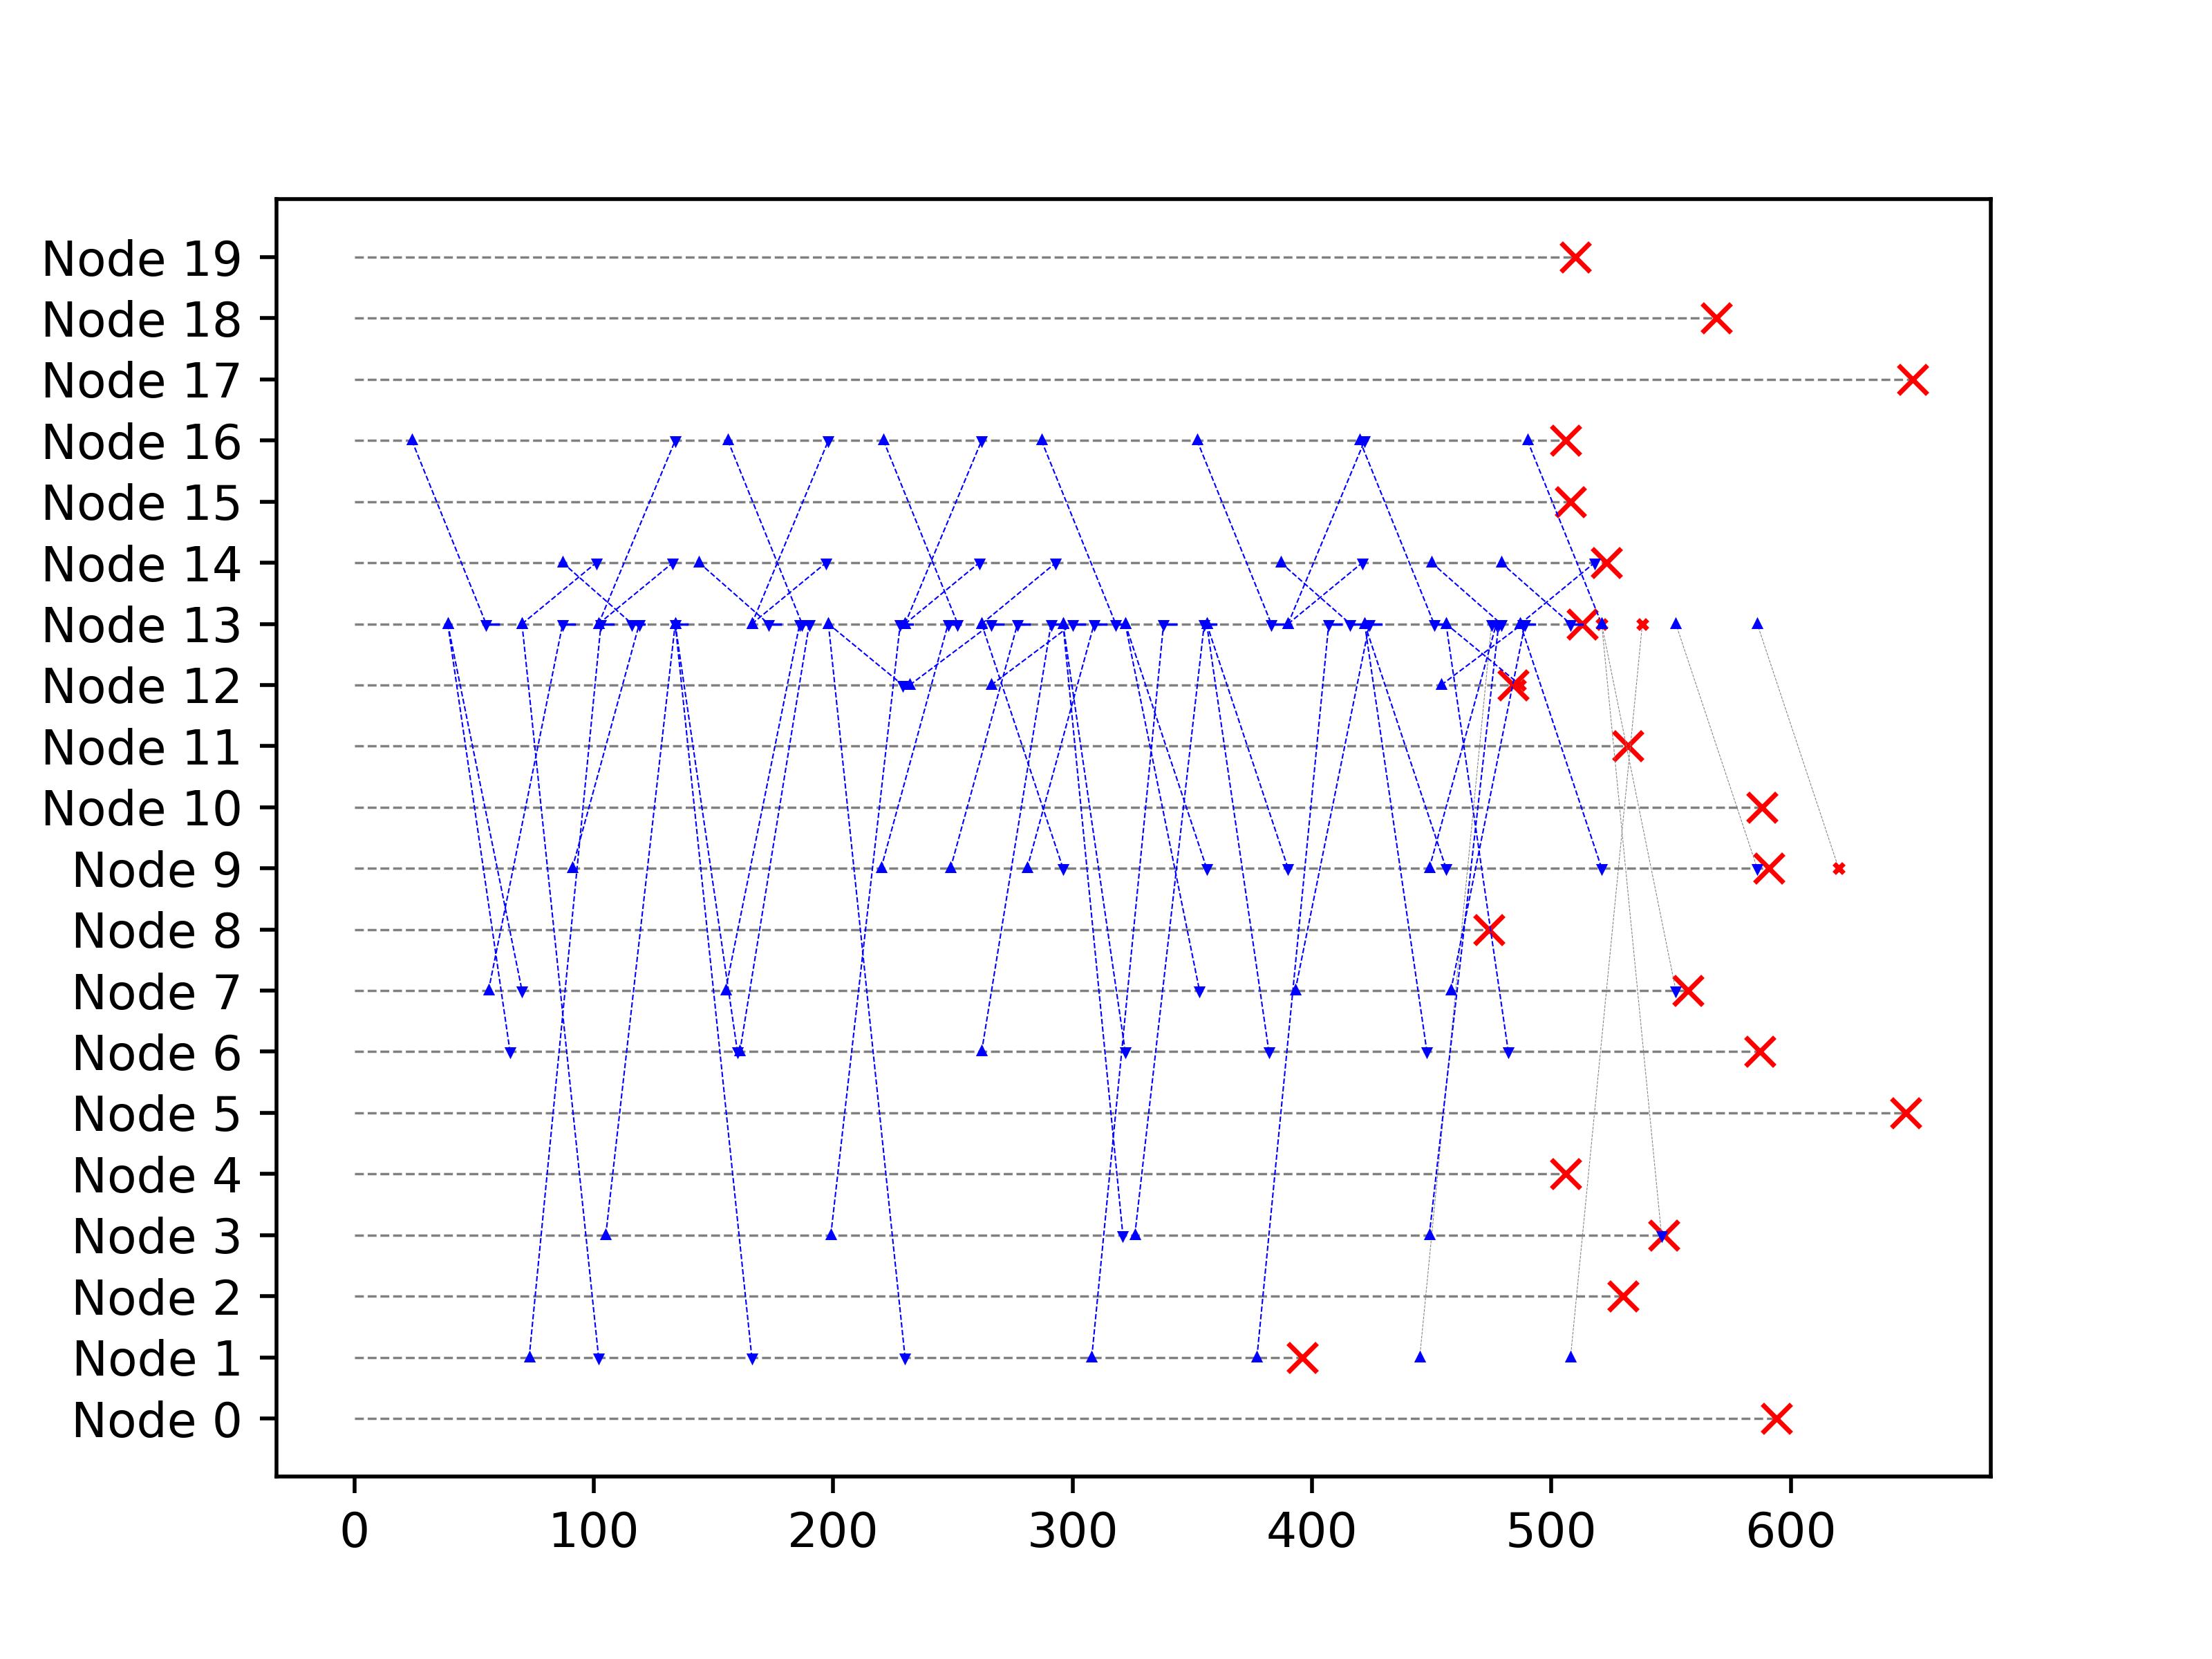 Node 19
Node 18
Node 17
Node 16
Node 15
Node 14
Node 13
Node 12
Node 11
Node 10
Node 9
Node 8
Node 7
Node 6
Node 5
Node 4
Node 3
Node 2
Node 1
Node 0
0 100 200 300 400 500 600